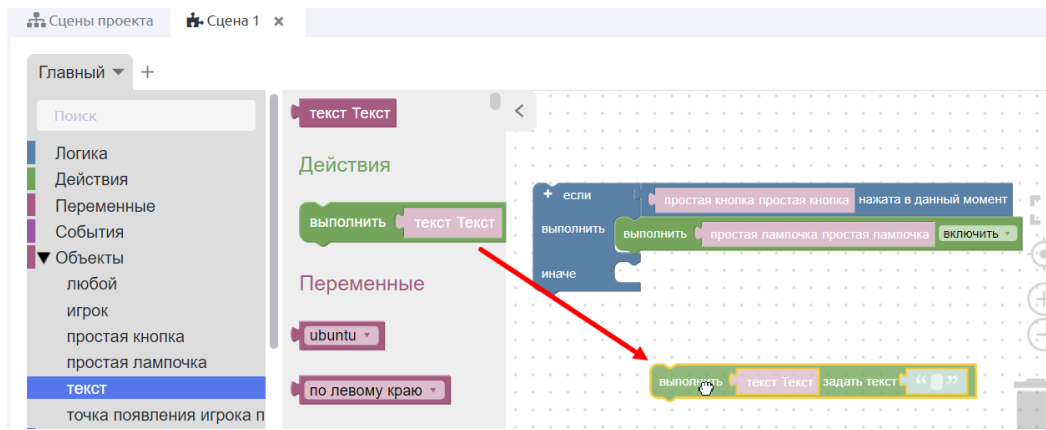 Сцены проекта
Сцена 1 ×
Главный +
Поиск
Логика
Действия
Переменные
События
Объекты
любой
игрок
простая кнопка
простая лампочка
текст
точка появления игрока п
текст Текст
Действия
выполнить текст Текст
Переменные
ubuntu
по левому краю
<
+ если простая кнопка простая кнопка нажата в данный момент
выполнить выполнить простая лампочка простая лампочка включить
иначе
выполнить текст Текст задать текст “ ”